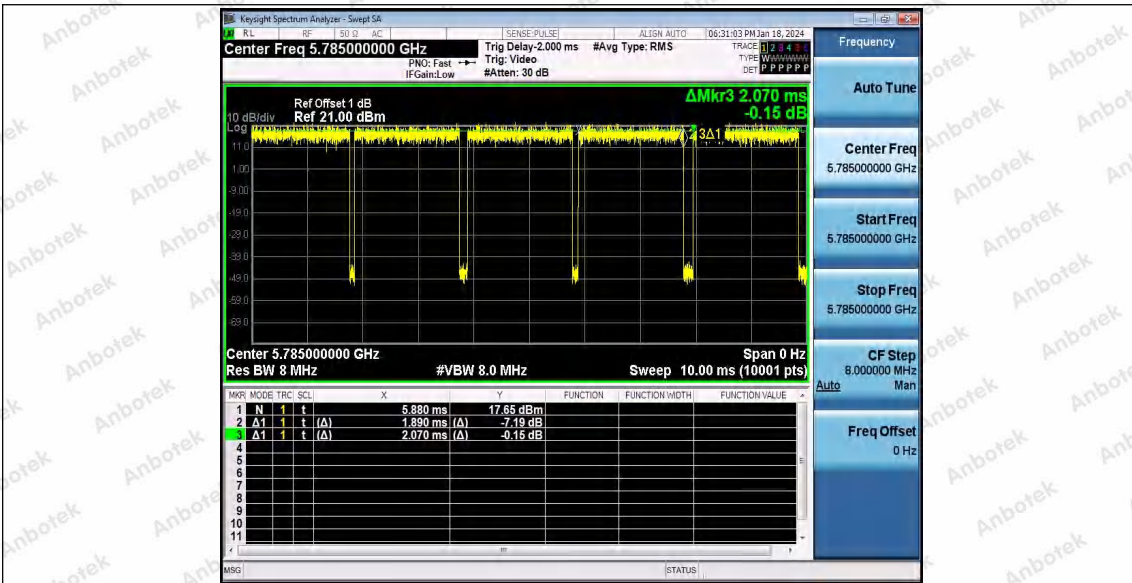 Keysight Spectrum Analyzer - Swept SA
RL RF 50 Ω AC SENSE:PULSE ALIGN AUTO 06:31:03 PM Jan 18, 2024
Center Freq 5.785000000 GHz
PNO: Fast
IFGain:Low
Trig Delay-2.000 ms
Trig: Video
#Atten: 30 dB
#Avg Type: RMS
TRACE 1 2 3 4 5 6
TYPE WWWWWW
DET P P P P P P
ΔMkr3 2.070 ms
-0.15 dB
Ref Offset 1 dB
10 dB/div Ref 21.00 dBm
Log
11.0
1.00
-9.00
-19.0
-29.0
-39.0
-49.0
-59.0
-69.0
3Δ1
Center 5.785000000 GHz Span 0 Hz
Res BW 8 MHz #VBW 8.0 MHz Sweep 10.00 ms (10001 pts)
MKR MODE TRC SCL X Y FUNCTION FUNCTION WIDTH FUNCTION VALUE
1 N 1 t 5.880 ms 17.65 dBm
2 Δ1 1 t (Δ) 1.890 ms (Δ) -7.19 dB
3 Δ1 1 t (Δ) 2.070 ms (Δ) -0.15 dB
4
5
6
7
8
9
10
11
MSG STATUS
Frequency
Auto Tune
Center Freq
5.785000000 GHz
Start Freq
5.785000000 GHz
Stop Freq
5.785000000 GHz
CF Step
8.000000 MHz
Auto Man
Freq Offset
0 Hz
Anbotek